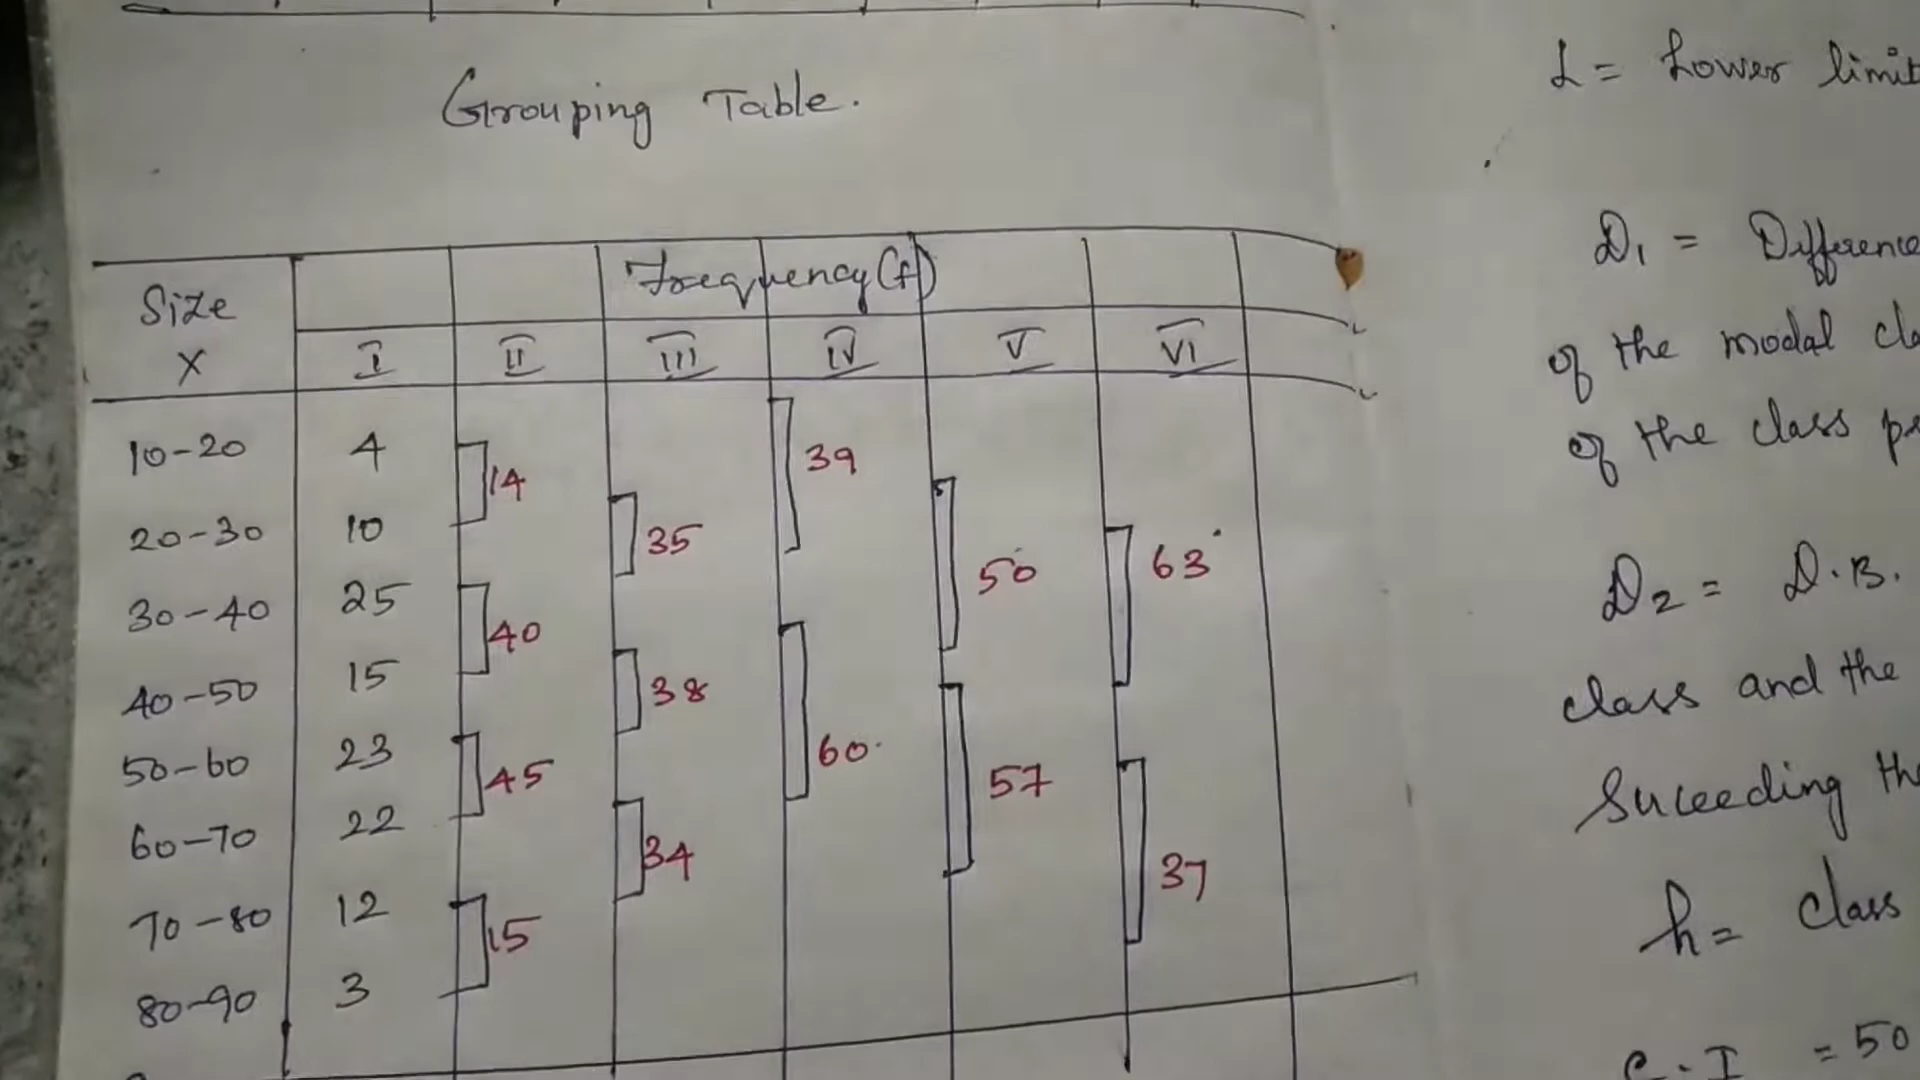 Grouping Table.
Size X Frequency (f)
I II III IV V VI
10-20 4 14 39
20-30 10 35 50 63
30-40 25 40
40-50 15 38
50-60 23 45 60 57
60-70 22 34
70-80 12 15 37
80-90 3
L = Lower limit
D1 = Difference
of the modal
of the class
D2 = D.B.
class and the
Suceeding
h = class
C.I = 50